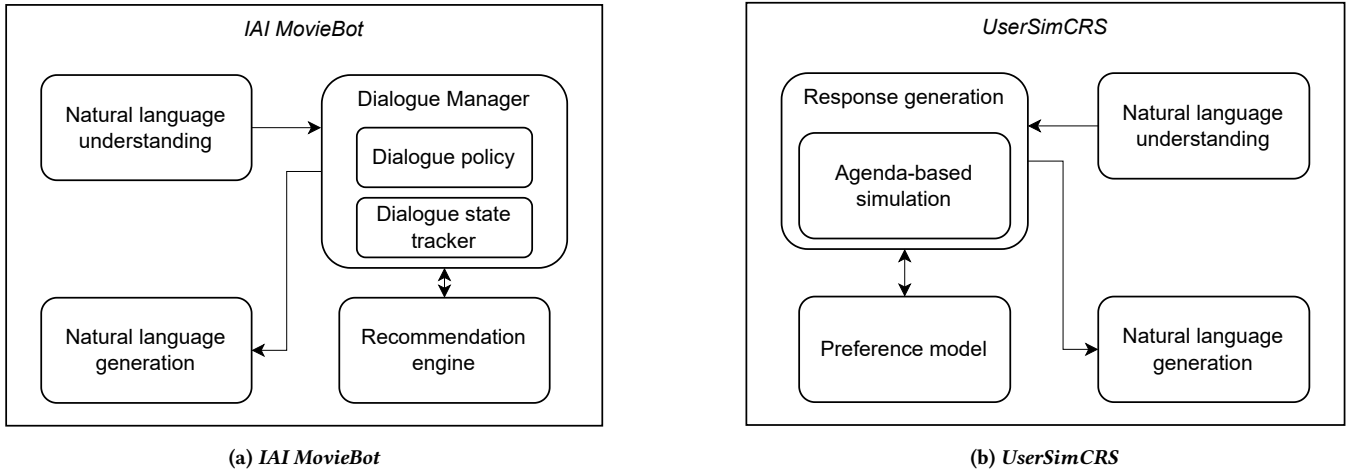 IAI MovieBot
Natural language
understanding
Dialogue Manager
Dialogue policy
Dialogue state
tracker
Natural language
generation
Recommendation
engine
(a) IAI MovieBot
UserSimCRS
Response generation
Agenda-based
simulation
Natural language
understanding
Preference model
Natural language
generation
(b) UserSimCRS